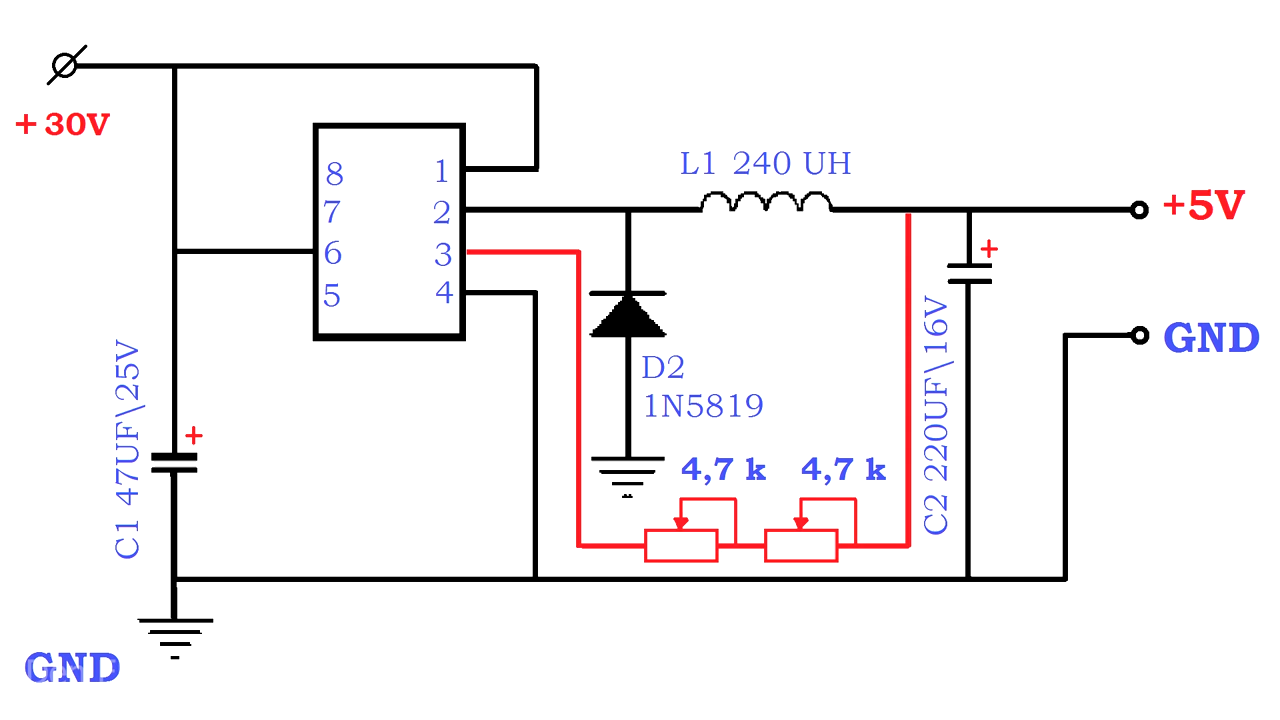 + 30V
8 1
7 2
6 3
5 4
L1 240 UH
+5V
+
GND
D2
1N5819
C1 47UF\25V
+
4,7 k 4,7 k
C2 220UF\16V
GND